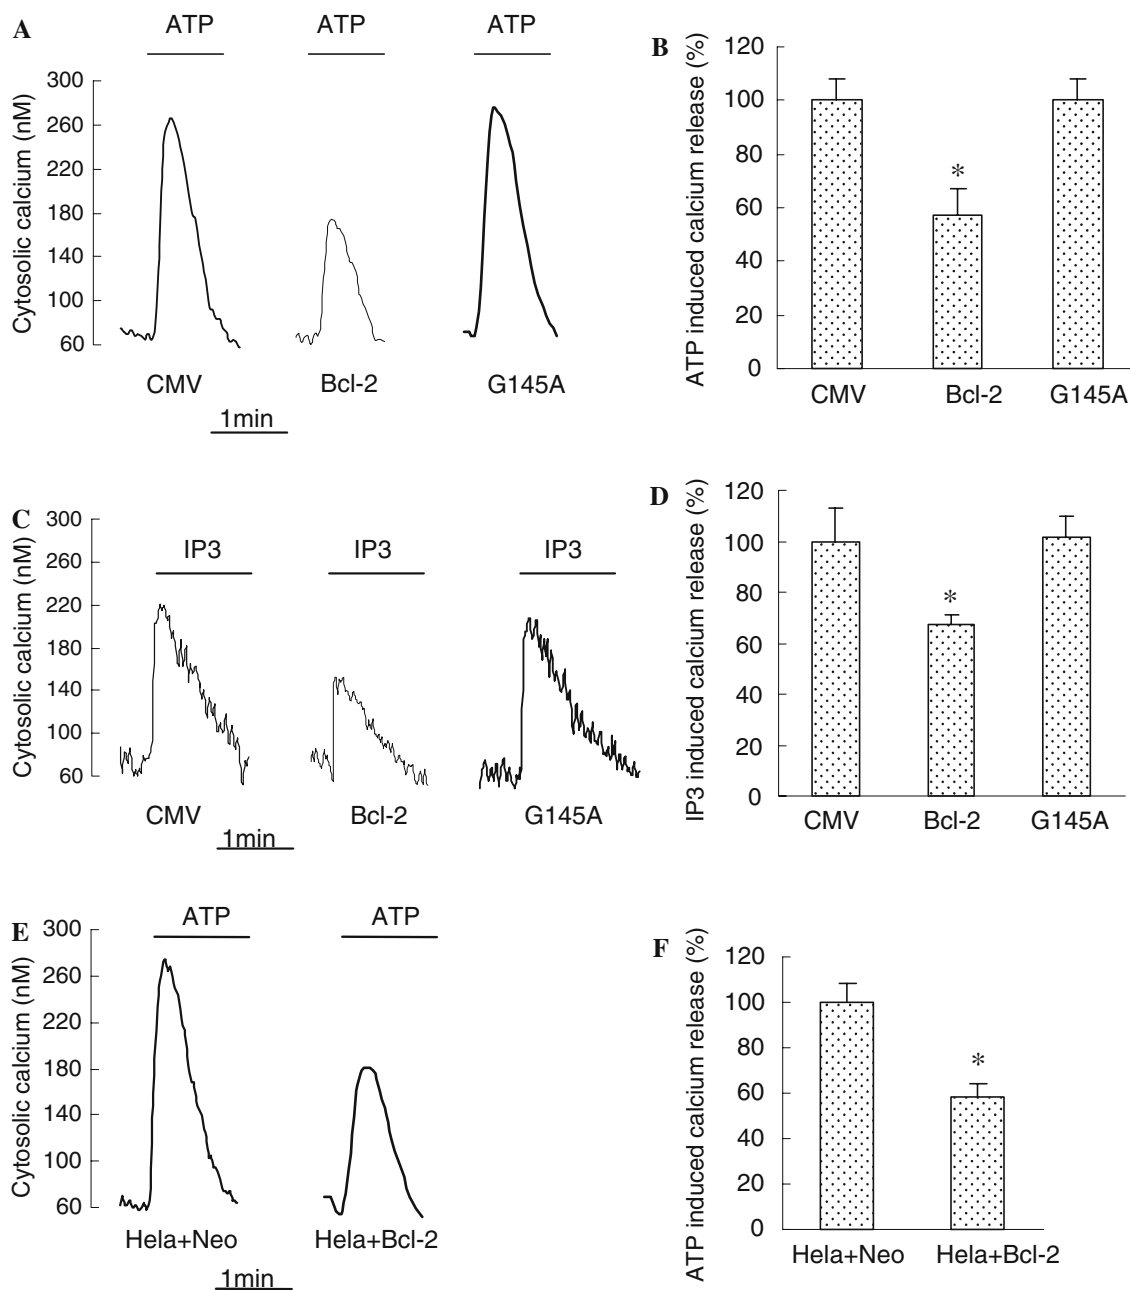 A
ATP
ATP
ATP
Cytosolic calcium (nM)
300
260
220
180
140
100
60
CMV
Bcl-2
G145A
1min
B
ATP induced calcium release (%)
120
100
80
60
40
20
0
*
CMV
Bcl-2
G145A
C
IP3
IP3
IP3
Cytosolic calcium (nM)
300
260
220
180
140
100
60
CMV
Bcl-2
G145A
1min
D
IP3 induced calcium release (%)
120
100
80
60
40
20
0
*
CMV
Bcl-2
G145A
E
ATP
ATP
Cytosolic calcium (nM)
300
260
220
180
140
100
60
Hela+Neo
Hela+Bcl-2
1min
F
ATP induced calcium release (%)
120
100
80
60
40
20
0
*
Hela+Neo
Hela+Bcl-2